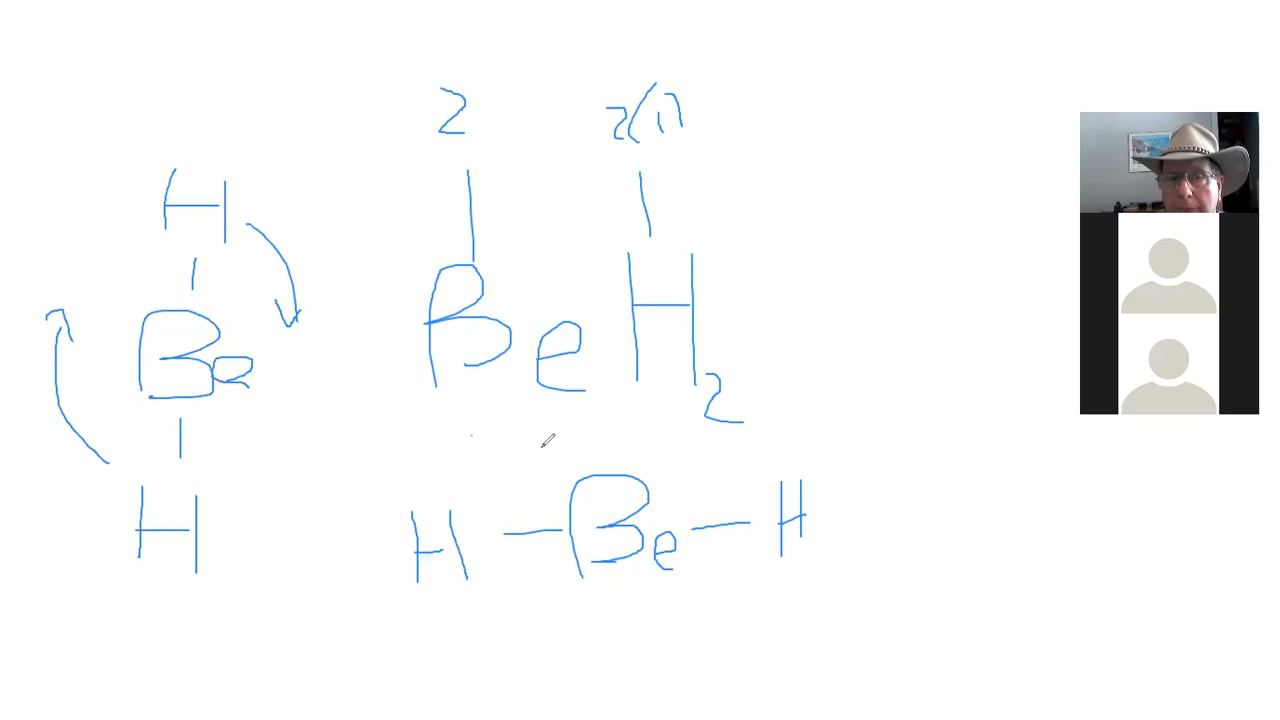 2 2(1)
BeH2
H
Be
H
H – Be – H